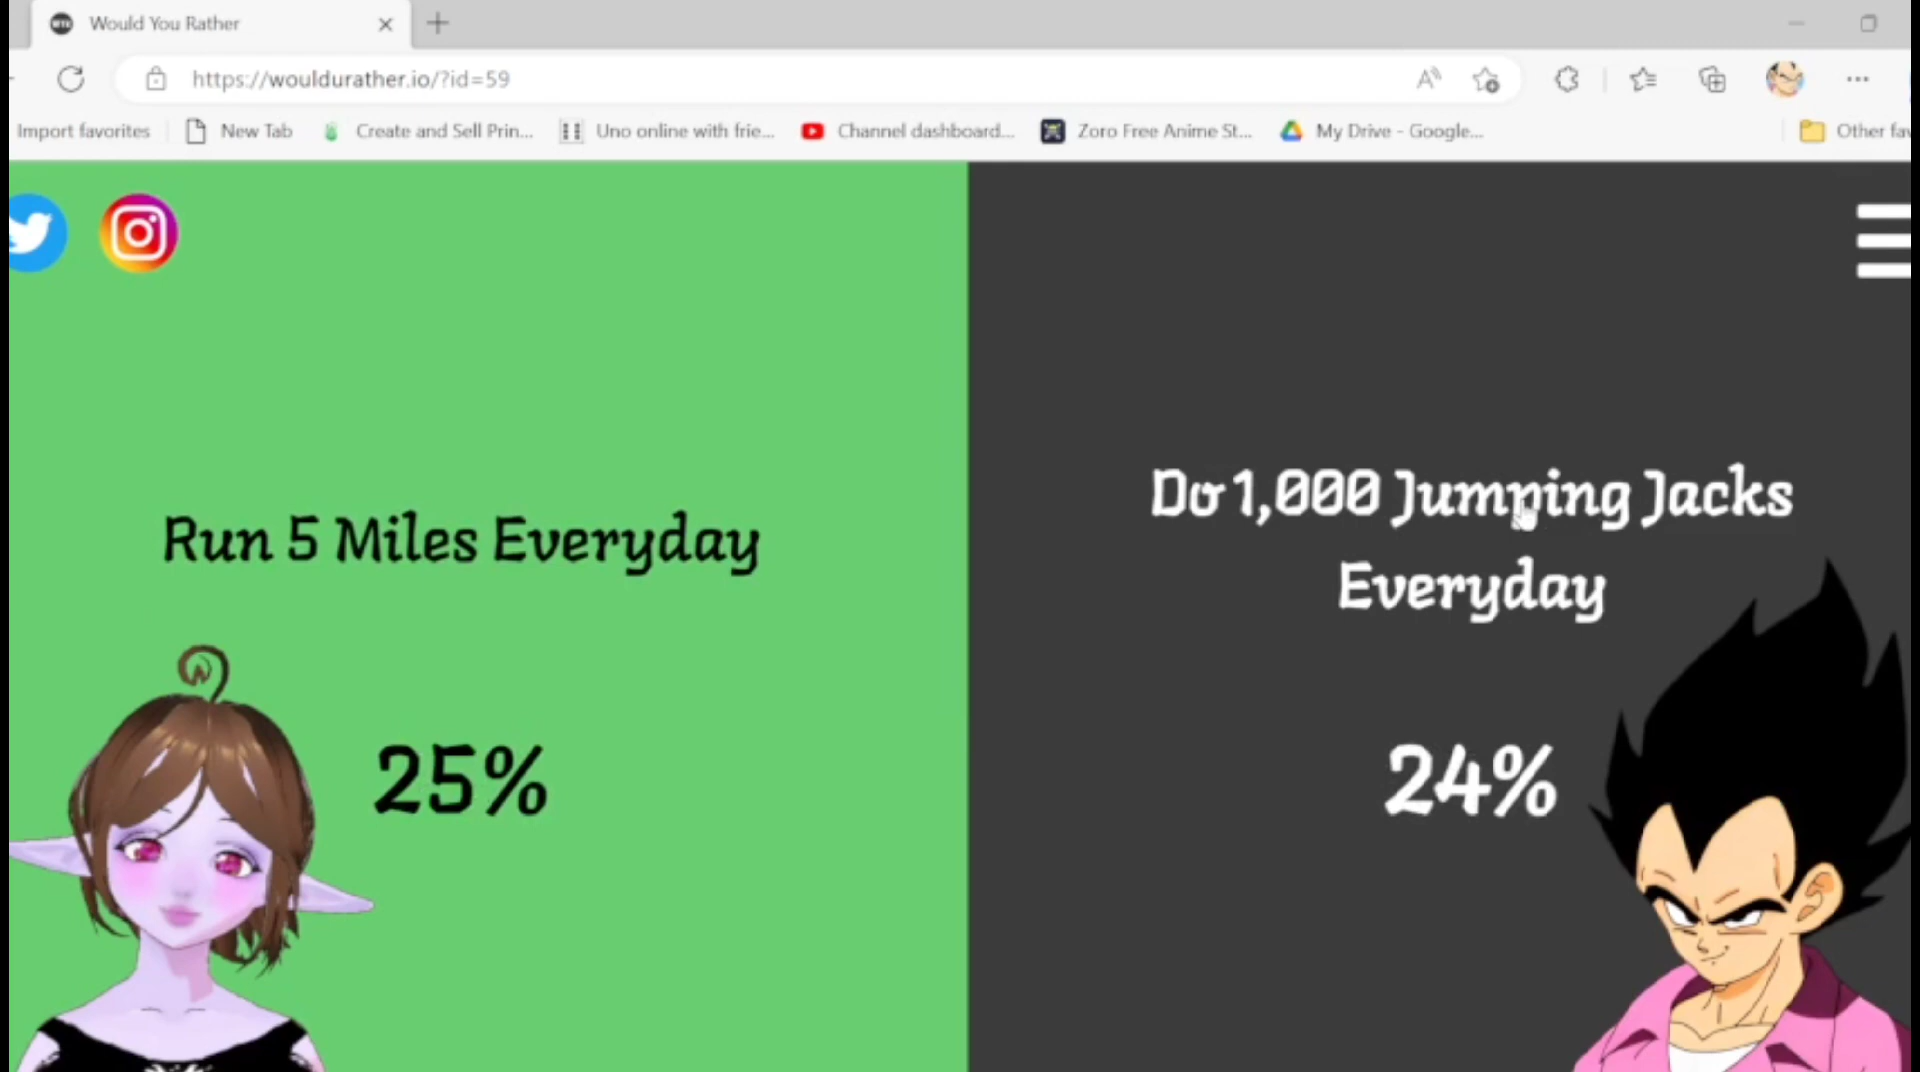 Would You Rather
https://wouldurather.io/?id=59
Import favorites New Tab Create and Sell Prin... Uno online with frie... Channel dashboard... Zoro Free Anime St... My Drive - Google... Other fav
Run 5 Miles Everyday
25%
Do 1,000 Jumping Jacks
Everyday
24%